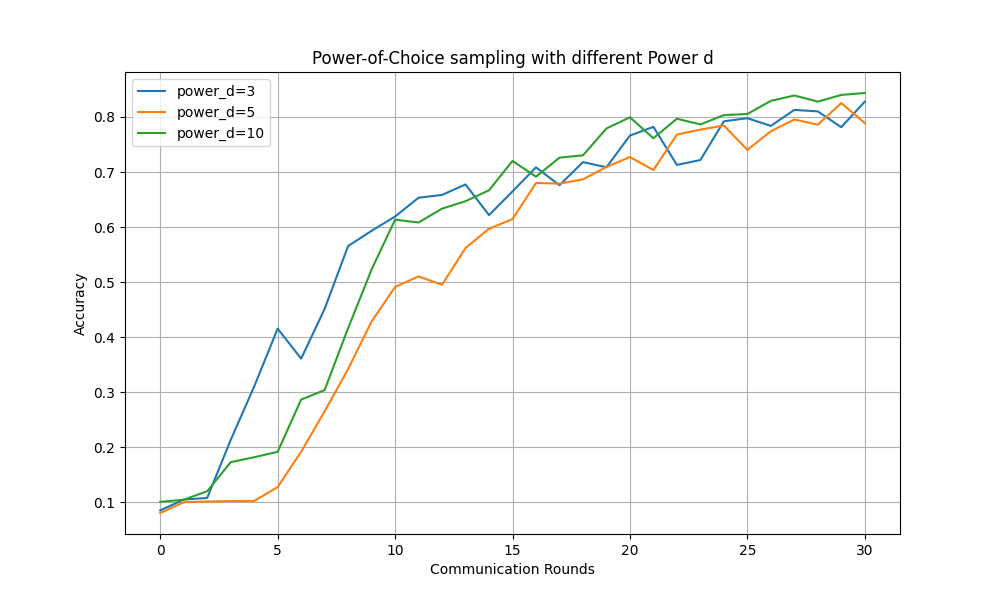 Power-of-Choice sampling with different Power d
power_d=3
power_d=5
power_d=10
Accuracy
0.8
0.7
0.6
0.5
0.4
0.3
0.2
0.1
0 5 10 15 20 25 30
Communication Rounds